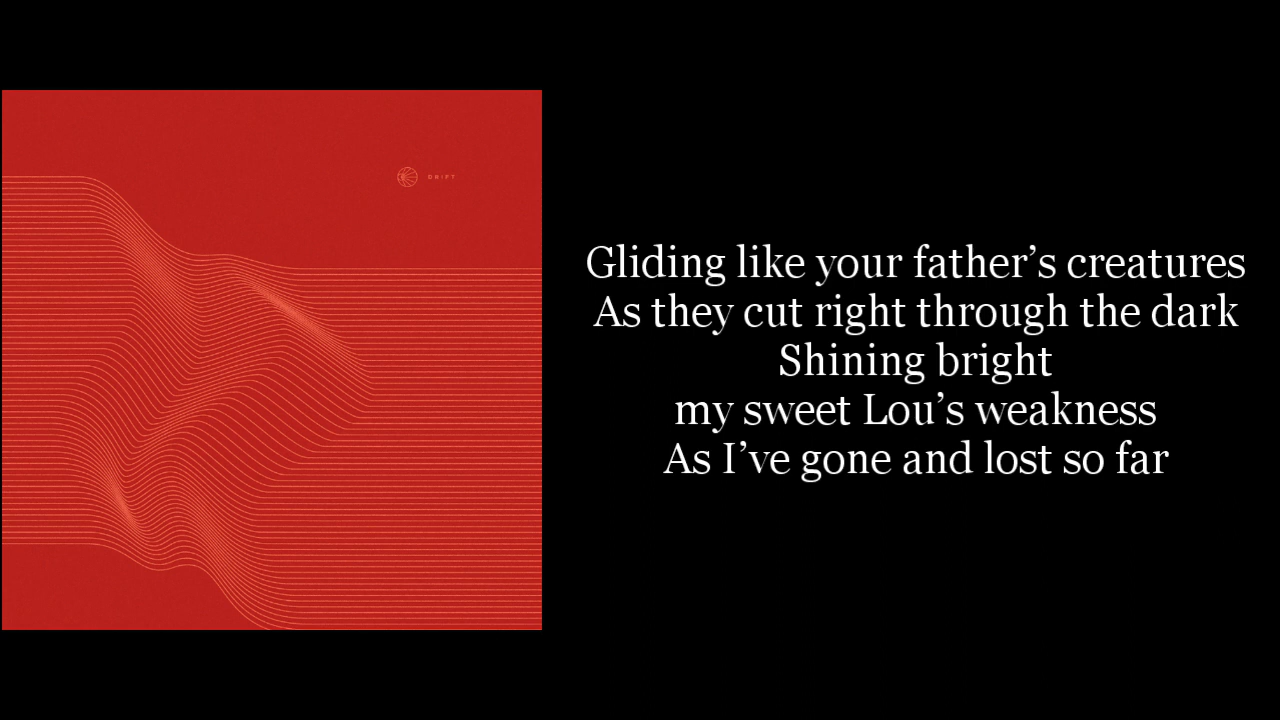 DRIFT
Gliding like your father’s creatures
As they cut right through the dark
Shining bright
my sweet Lou’s weakness
As I’ve gone and lost so far